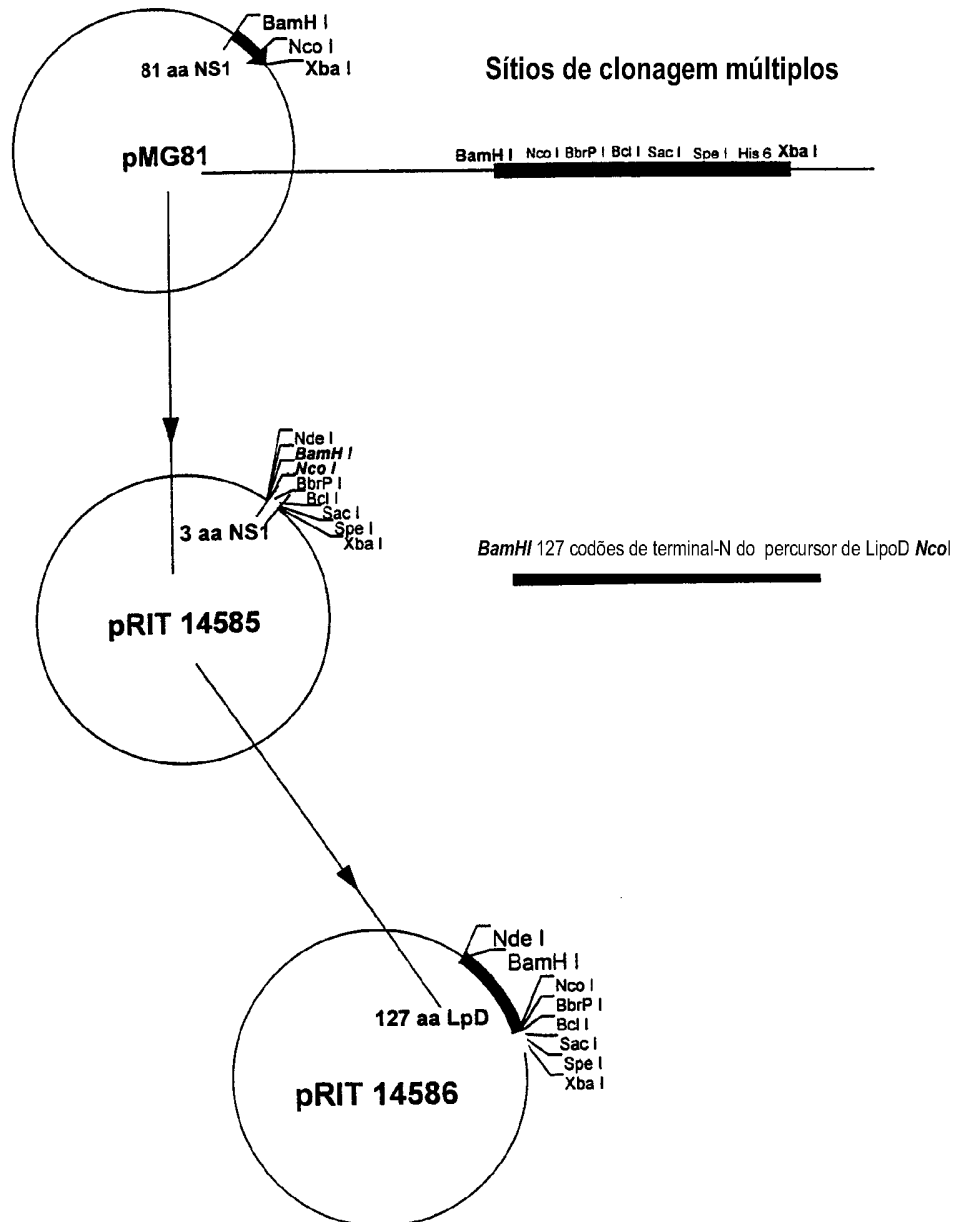 BamH I
Nco I
Xba I
81 aa NS1
pMG81
Sítios de clonagem múltiplos
BamH I Nco I BbrP I Bcl I Sac I Spe I His 6 Xba I
Nde I
BamH I
Nco I
BbrP I
Bcl I
Sac I
Spe I
Xba I
3 aa NS1
pRIT 14585
BamHI 127 codões de terminal-N do percursor de LipoD NcoI
Nde I
BamH I
Nco I
BbrP I
Bcl I
Sac I
Spe I
Xba I
127 aa LpD
pRIT 14586